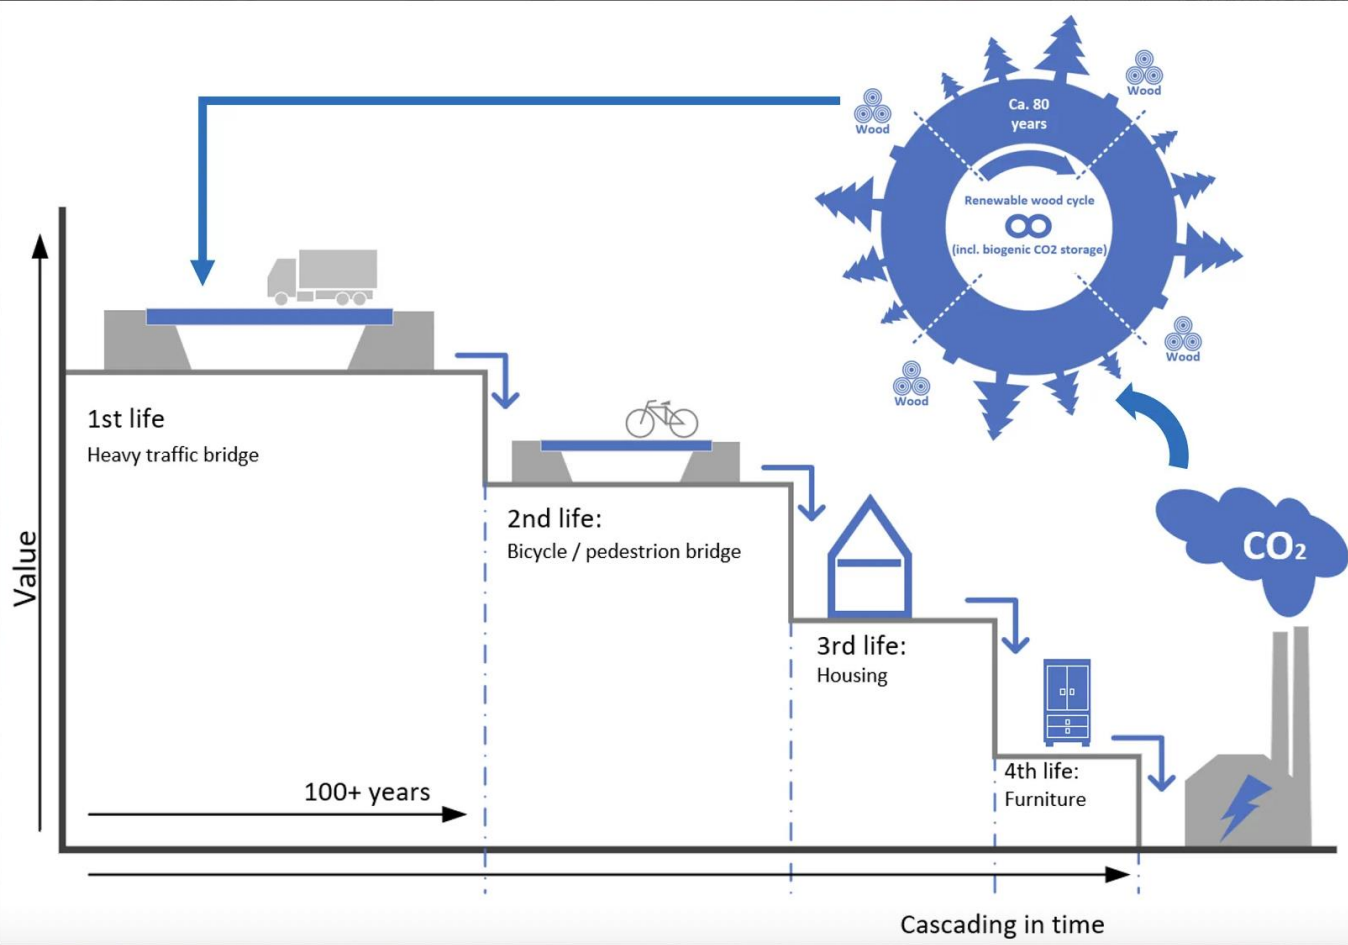 Ca. 80
years
Wood
Wood
Renewable wood cycle
(incl. biogenic CO2 storage)
Wood
Wood
CO₂
Value
1st life
Heavy traffic bridge
2nd life:
Bicycle / pedestrion bridge
3rd life:
Housing
4th life:
Furniture
100+ years
Cascading in time